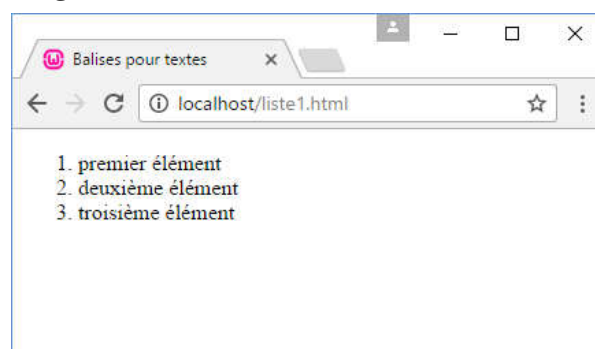 Balises pour textes
localhost/liste1.html
1. premier élément
2. deuxième élément
3. troisième élément